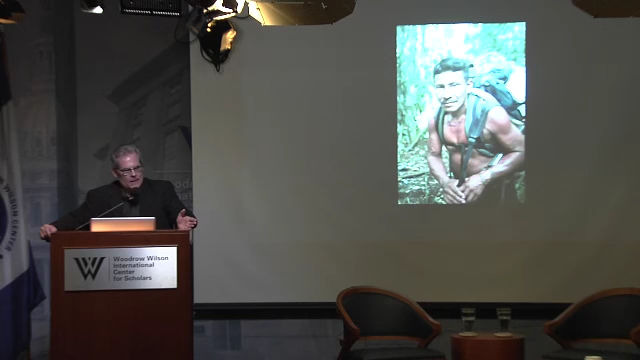 Woodrow Wilson
International
Center
for Scholars